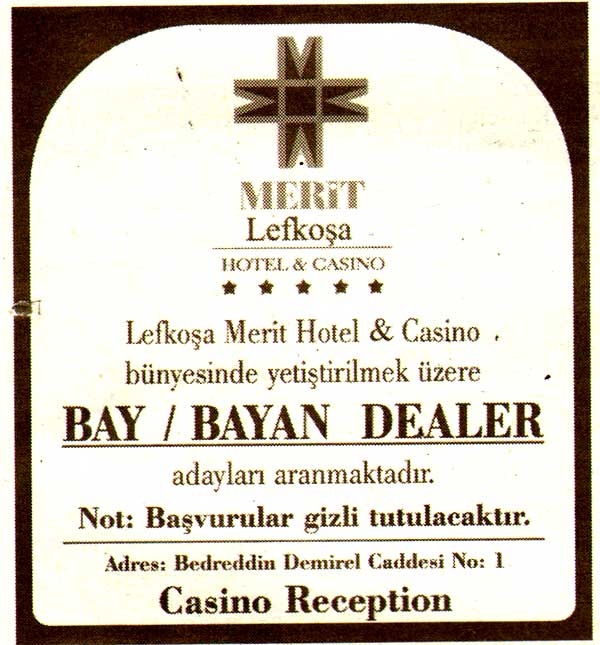 MERİT
Lefkoşa
HOTEL & CASINO
Lefkoşa Merit Hotel & Casino
bünyesinde yetiştirilmek üzere
BAY / BAYAN DEALER
adayları aranmaktadır.
Not: Başvurular gizli tutulacaktır.
Adres: Bedreddin Demirel Caddesi No: 1
Casino Reception